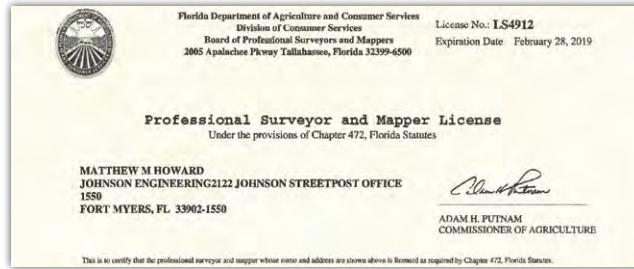 Florida Department of Agriculture and Consumer Services
Division of Consumer Services
Board of Professional Surveyors and Mappers
2005 Apalachee Pkway Tallahassee, Florida 32399-6500
License No.: LS4912
Expiration Date February 28, 2019
Professional Surveyor and Mapper License
Under the provisions of Chapter 472, Florida Statutes
MATTHEW M HOWARD
JOHNSON ENGINEERING2122 JOHNSON STREETPOST OFFICE
1550
FORT MYERS, FL 33902-1550
ADAM H. PUTNAM
COMMISSIONER OF AGRICULTURE
This is to certify that the professional surveyor and mapper whose name and address are shown above is licensed as required by Chapter 472, Florida Statutes.